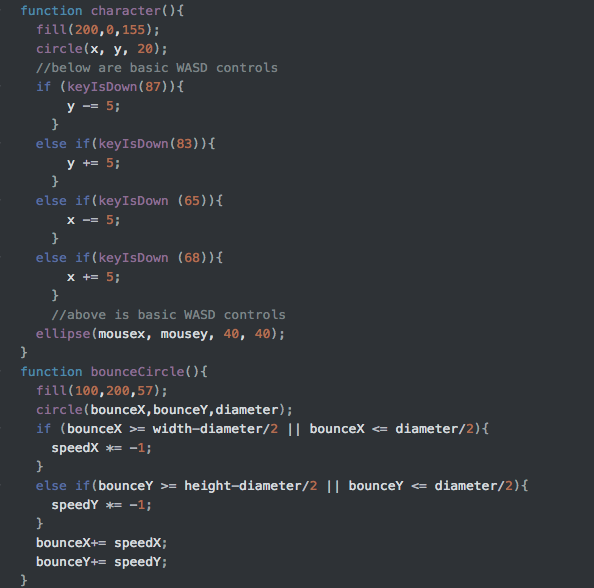 function character(){
fill(200,0,155);
circle(x, y, 20);
//below are basic WASD controls
if (keyIsDown(87)){
y -= 5;
}
else if(keyIsDown(83)){
y += 5;
}
else if(keyIsDown (65)){
x -= 5;
}
else if(keyIsDown (68)){
x += 5;
}
//above is basic WASD controls
ellipse(mousex, mousey, 40, 40);
}
function bounceCircle(){
fill(100,200,57);
circle(bounceX,bounceY,diameter);
if (bounceX >= width-diameter/2 || bounceX <= diameter/2){
speedX *= -1;
}
else if(bounceY >= height-diameter/2 || bounceY <= diameter/2){
speedY *= -1;
}
bounceX+= speedX;
bounceY+= speedY;
}